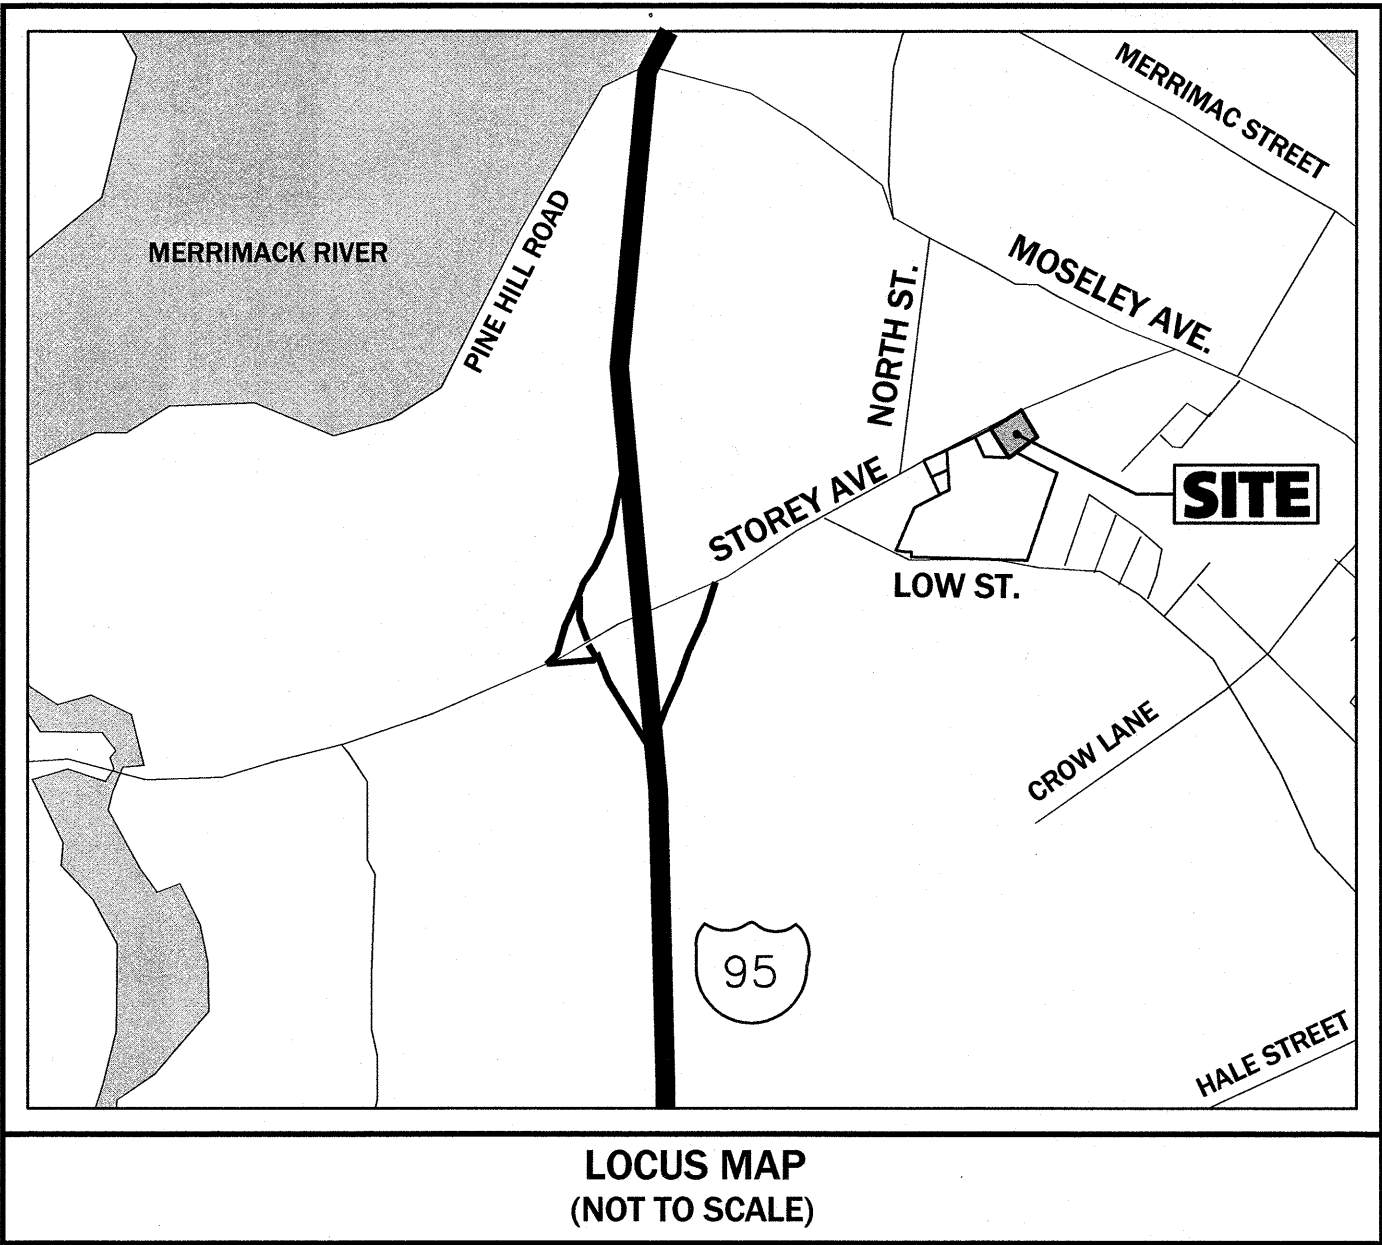 MERRIMAC STREET
MERRIMACK RIVER
PINE HILL ROAD
MOSELEY AVE.
NORTH ST.
STOREY AVE
SITE
LOW ST.
CROW LANE
95
HALE STREET
LOCUS MAP
(NOT TO SCALE)